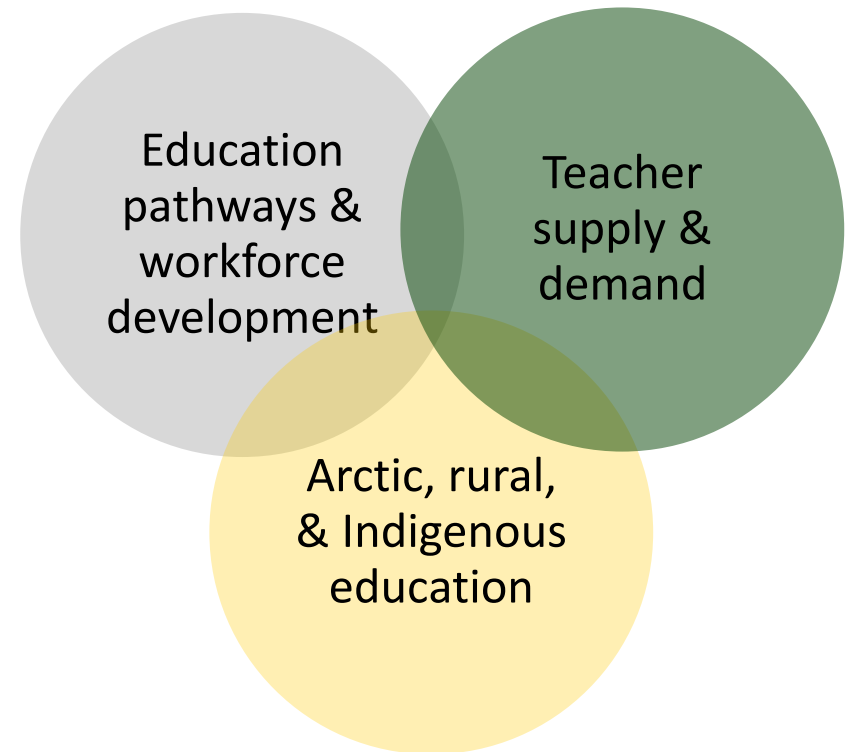 Education
pathways &
workforce
development
Teacher
supply &
demand
Arctic, rural,
& Indigenous
education